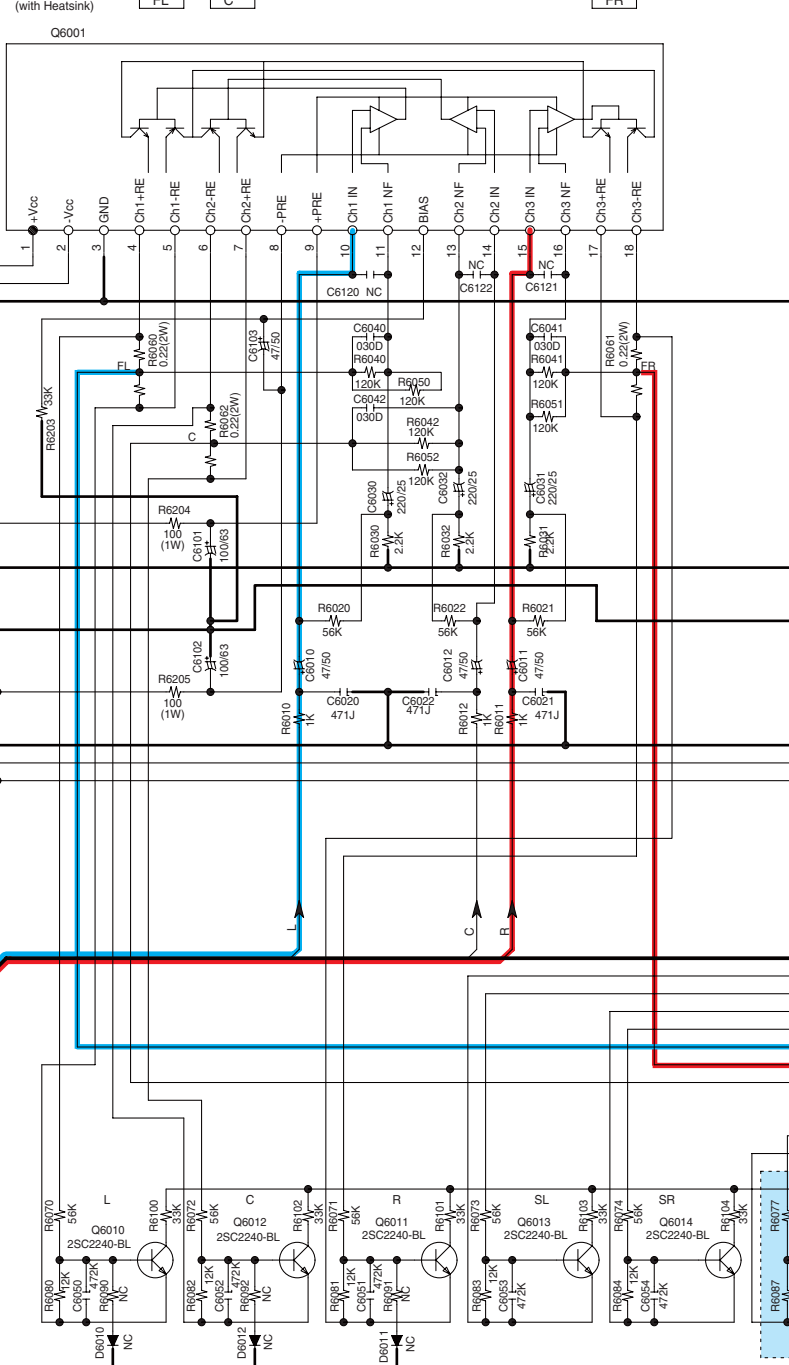 (with Heatsink)
FL
C
FR
Q6001
+Vcc
-Vcc
GND
Ch1+RE
Ch1-RE
Ch2-RE
Ch2+RE
-PRE
+PRE
Ch1 IN
Ch1 NF
BIAS
Ch2 NF
Ch2 IN
Ch3 IN
Ch3 NF
Ch3+RE
Ch3-RE
1
2
3
4
5
6
7
8
9
10
11
12
13
14
15
16
17
18
C6120 NC
NC
C6122
NC
C6121
R6060
0.22(2W)
C6103
47/50
C6040
030D
R6040
120K
R6050
120K
C6041
030D
R6041
120K
R6061
0.22(2W)
FL
FR
33K
R6203
R6062
0.22(2W)
C
C6042
030D
R6042
120K
R6052
120K
R6051
120K
C6030
220/25
C6032
220/25
C6031
220/25
R6204
100
(1W)
C6101
100/63
R6030
2.2K
R6032
2.2K
R6031
2.2K
R6020
56K
R6022
56K
R6021
56K
C6102
100/63
C6010
47/50
C6012
47/50
C6011
47/50
R6205
100
(1W)
R6010
1K
C6020
471J
C6022
471J
R6012
1K
R6011
1K
C6021
471J
L
C
R
L
C
R
SL
SR
R6070
56K
Q6010
2SC2240-BL
R6100
33K
R6072
56K
Q6012
2SC2240-BL
R6102
33K
R6071
56K
Q6011
2SC2240-BL
R6101
33K
R6073
56K
Q6013
2SC2240-BL
R6103
33K
R6074
56K
Q6014
2SC2240-BL
R6104
33K
R6077
R6080
12K
C6050
472K
R6090
NC
R6082
12K
C6052
472K
R6092
NC
R6081
12K
C6051
472K
R6091
NC
R6083
12K
C6053
472K
R6084
12K
C6054
472K
R6087
D6010
NC
D6012
NC
D6011
NC